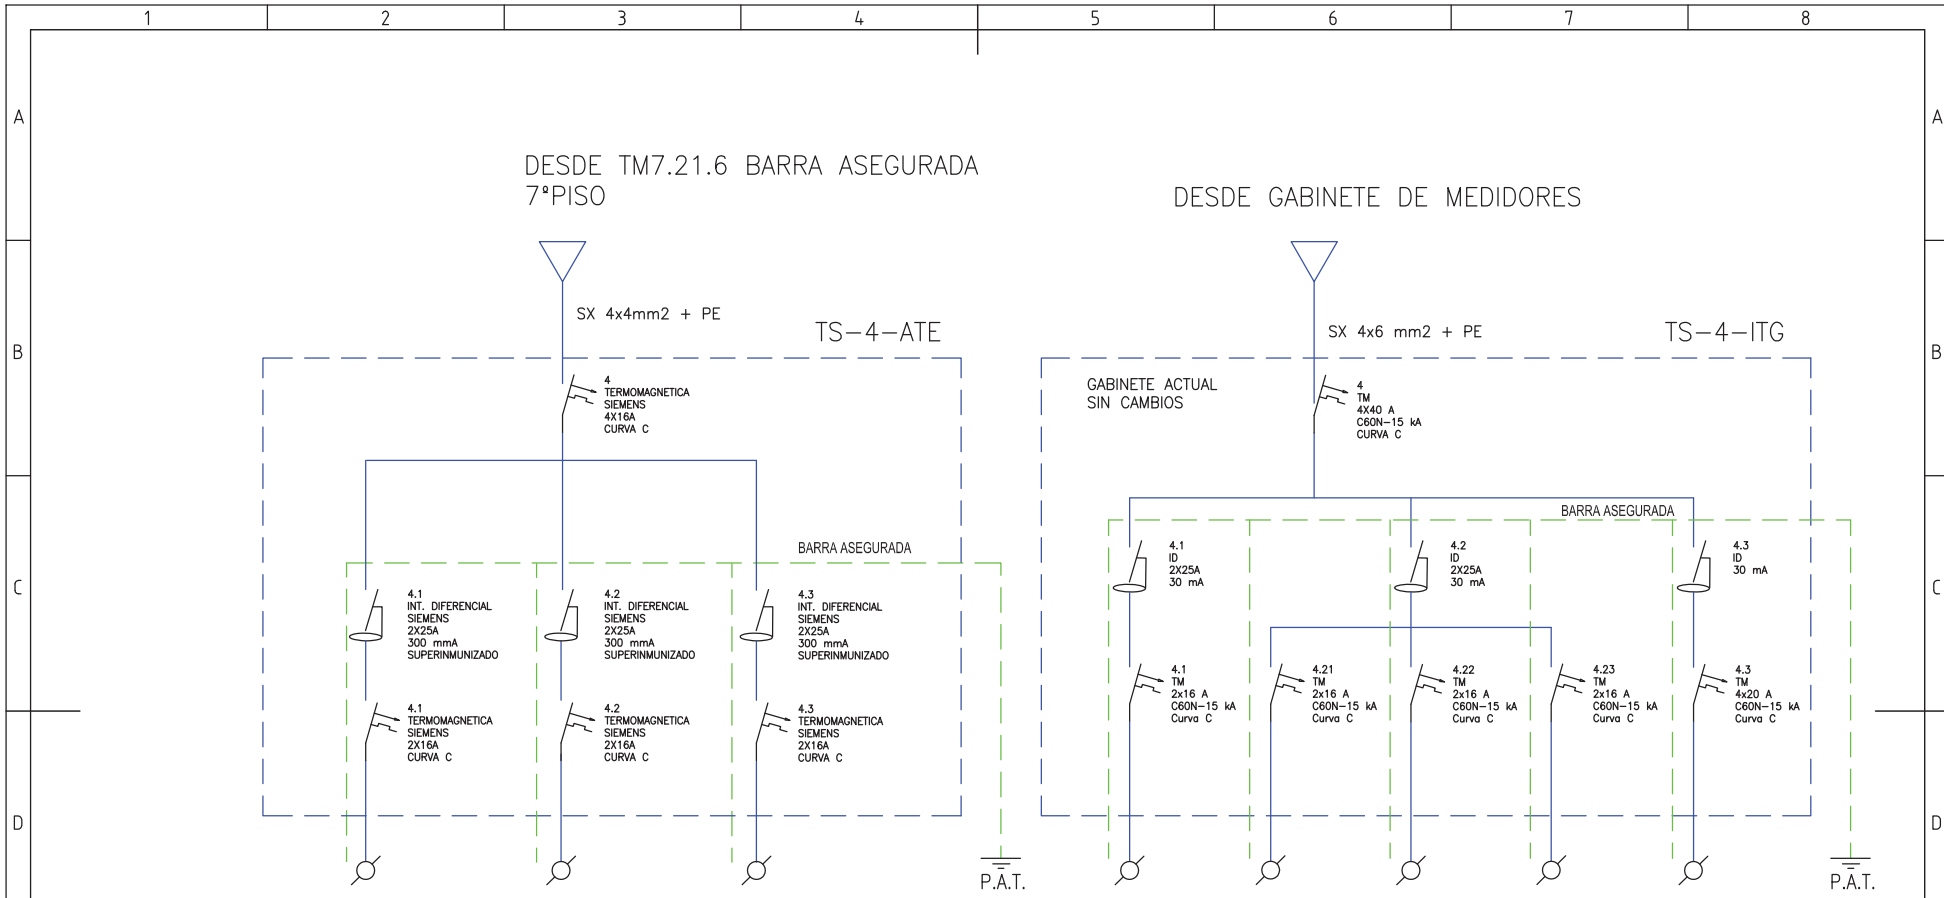 1 2 3 4 5 6 7 8
A A
DESDE TM7.21.6 BARRA ASEGURADA
7ºPISO
DESDE GABINETE DE MEDIDORES
SX 4x4mm2 + PE
TS-4-ATE
SX 4x6 mm2 + PE
TS-4-ITG
B B
4
TERMOMAGNETICA
SIEMENS
4X16A
CURVA C
GABINETE ACTUAL
SIN CAMBIOS
4
TM
4X40 A
C60N-15 kA
CURVA C
BARRA ASEGURADA
BARRA ASEGURADA
C C
4.1
INT. DIFERENCIAL
SIEMENS
2X25A
300 mmA
SUPERINMUNIZADO
4.2
INT. DIFERENCIAL
SIEMENS
2X25A
300 mmA
SUPERINMUNIZADO
4.3
INT. DIFERENCIAL
SIEMENS
2X25A
300 mmA
SUPERINMUNIZADO
4.1
ID
2X25A
30 mA
4.2
ID
2X25A
30 mA
4.3
ID
30 mA
4.1
TERMOMAGNETICA
SIEMENS
2X16A
CURVA C
4.2
TERMOMAGNETICA
SIEMENS
2X16A
CURVA C
4.3
TERMOMAGNETICA
SIEMENS
2X16A
CURVA C
4.1
TM
2x16 A
C60N-15 kA
Curva C
4.21
TM
2x16 A
C60N-15 kA
Curva C
4.22
TM
2x16 A
C60N-15 kA
Curva C
4.23
TM
2x16 A
C60N-15 kA
Curva C
4.3
TM
4x20 A
C60N-15 kA
Curva C
D D
P.A.T.
P.A.T.